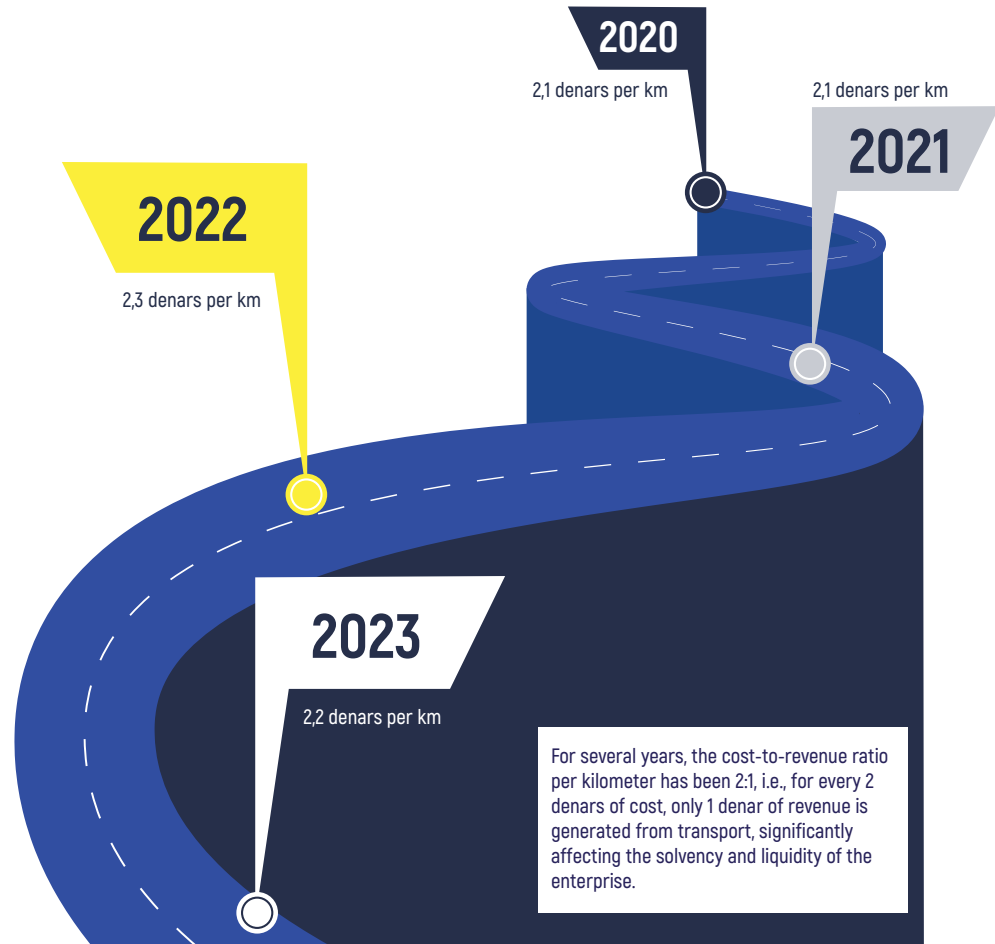 2020
2,1 denars per km
2,1 denars per km
2021
2022
2,3 denars per km
2023
2,2 denars per km
For several years, the cost-to-revenue ratio
per kilometer has been 2:1, i.e., for every 2
denars of cost, only 1 denar of revenue is
generated from transport, significantly
affecting the solvency and liquidity of the
enterprise.